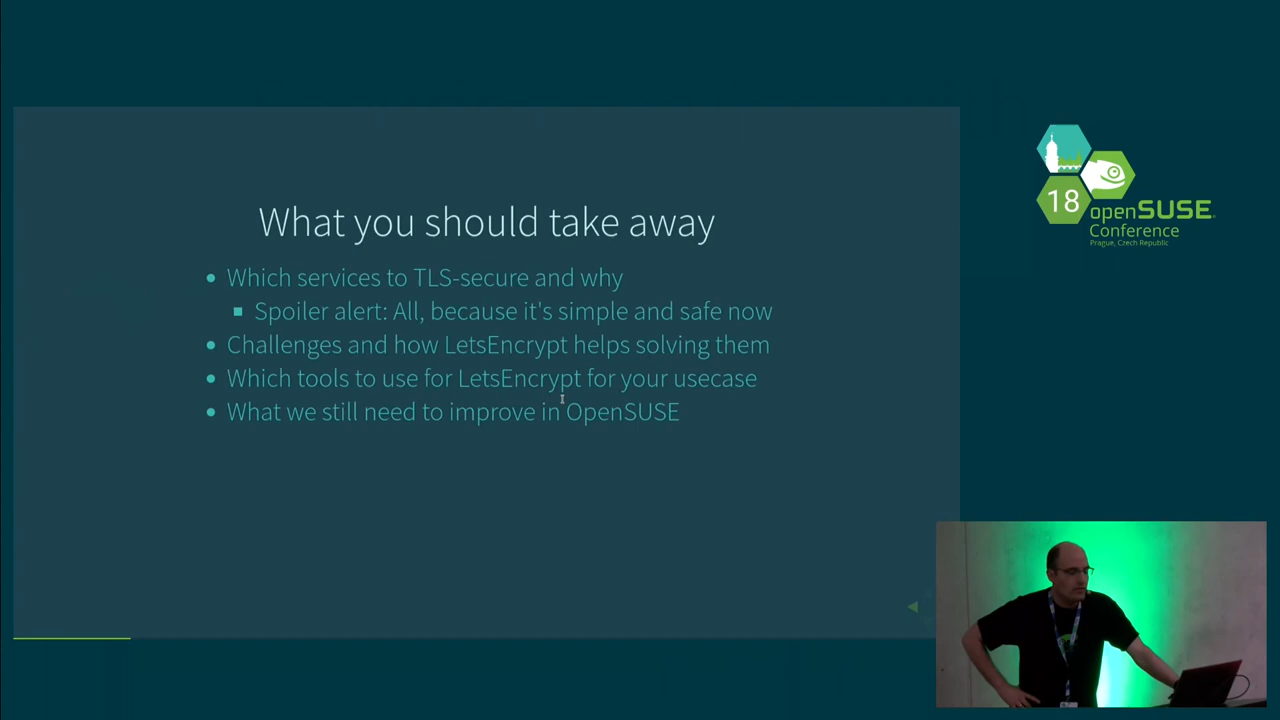 What you should take away
Which services to TLS-secure and why
Spoiler alert: All, because it's simple and safe now
Challenges and how LetsEncrypt helps solving them
Which tools to use for LetsEncrypt for your usecase
What we still need to improve in OpenSUSE
18
openSUSE
Conference
Prague, Czech Republic